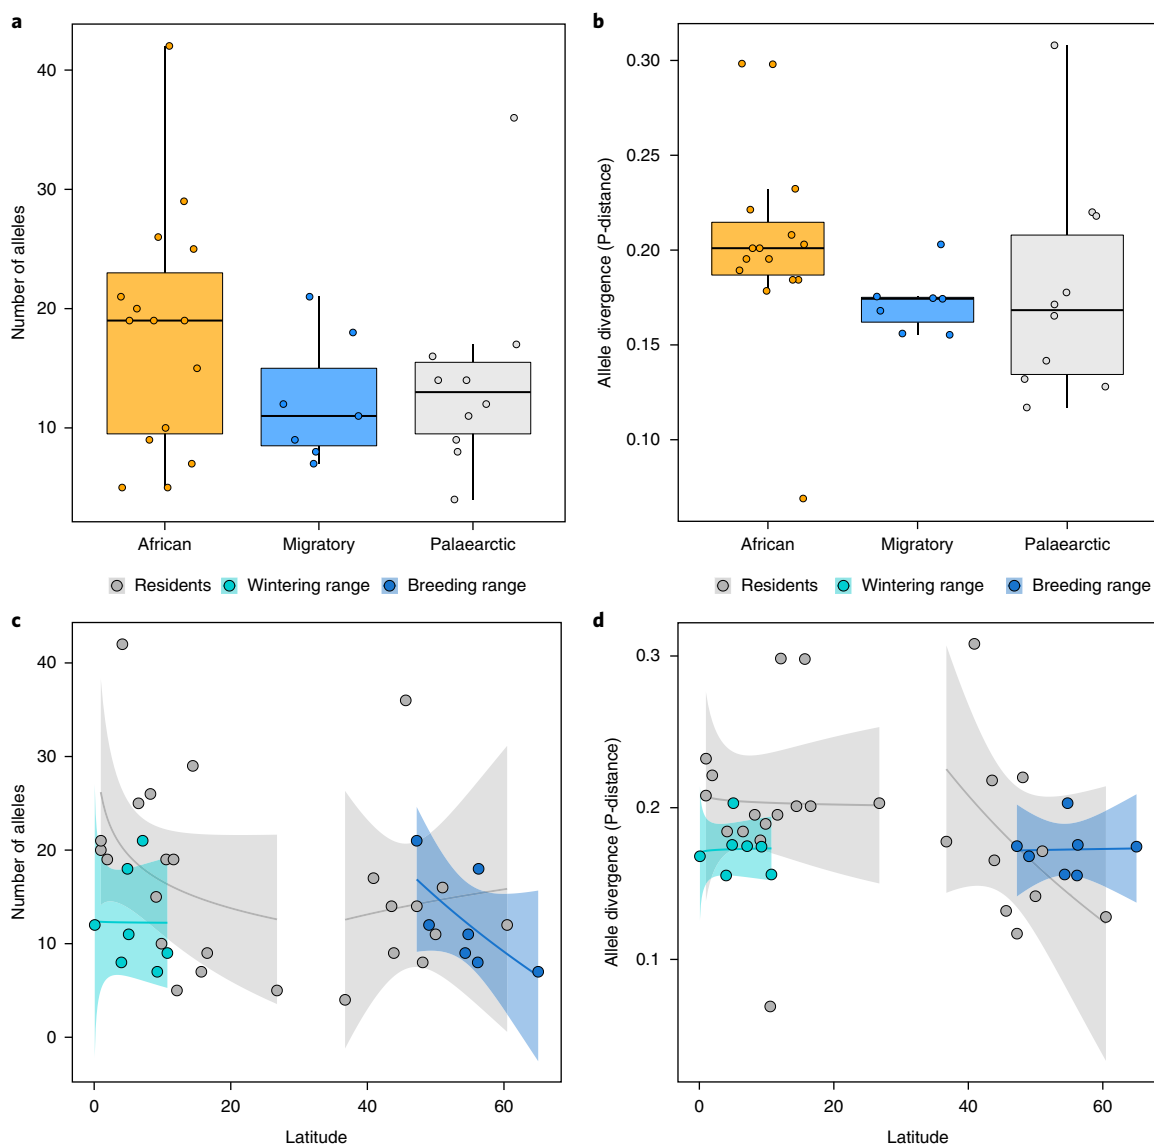 a
Number of alleles
40
30
20
10
African
Migratory
Palaearctic
b
Allele divergence (P-distance)
0.30
0.25
0.20
0.15
0.10
African
Migratory
Palaearctic
Residents Wintering range Breeding range
Residents Wintering range Breeding range
c
Number of alleles
40
30
20
10
0
0 20 40 60
Latitude
d
Allele divergence (P-distance)
0.3
0.2
0.1
0 20 40 60
Latitude